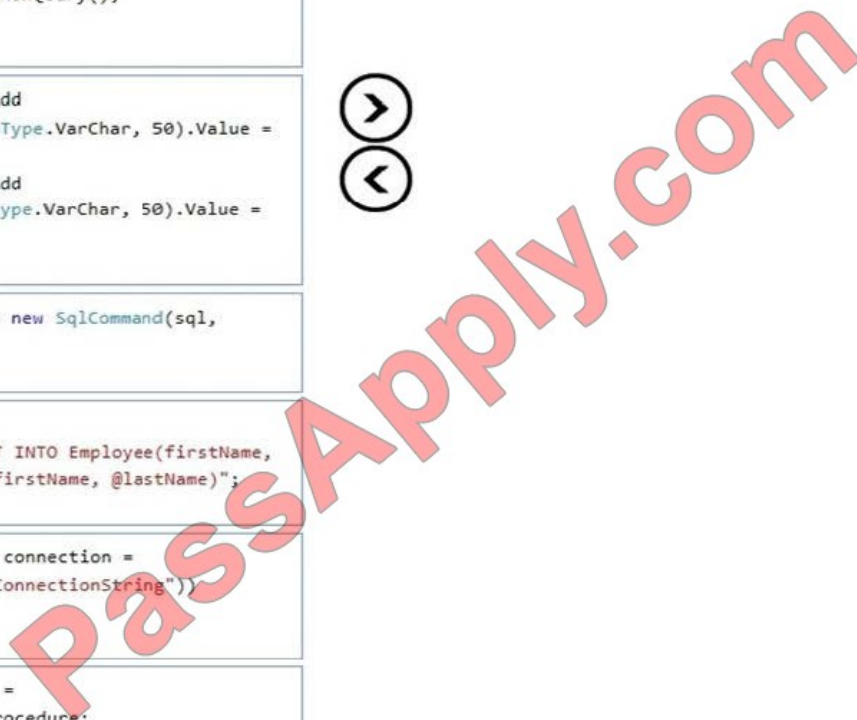 dd
Type.VarChar, 50).Value =
dd
ype.VarChar, 50).Value =
new SqlCommand(sql,
INTO Employee(firstName,
firstName, @lastName)";
connection =
ConnectionString"))
=
rocedure;
PassApply.com